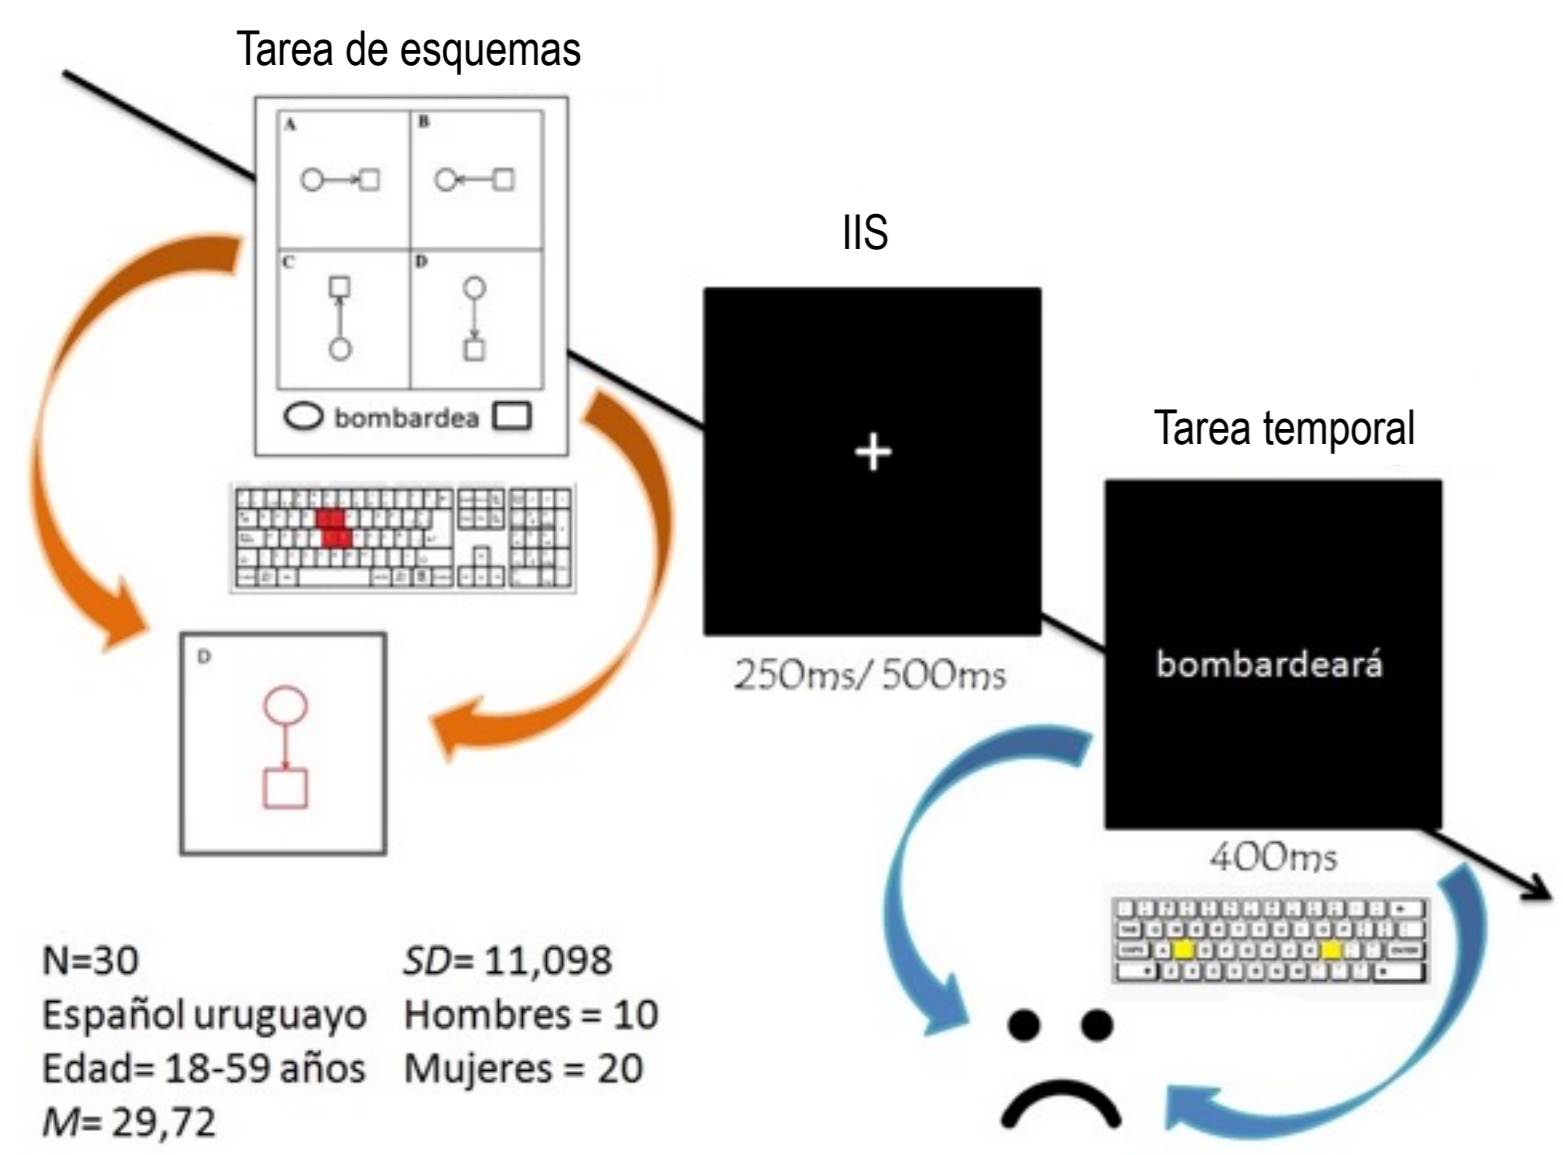 Tarea de esquemas
A
B
C
D
bombardea
D
IIS
+
250ms/ 500ms
Tarea temporal
bombardeará
400ms
N=30
Español uruguayo
Edad= 18-59 años
M= 29,72
SD= 11,098
Hombres = 10
Mujeres = 20